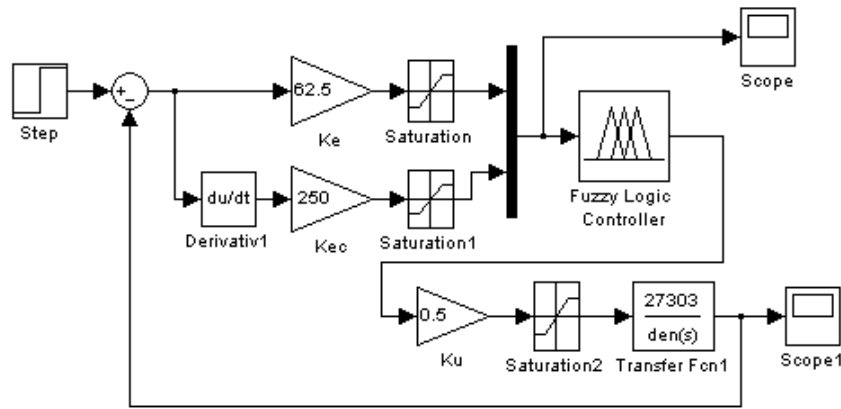 Step
+
−
62.5
Ke
Saturation
Scope
du/dt
Derivativ1
250
Kec
Saturation1
Fuzzy Logic
Controller
0.5
Ku
Saturation2
27303
den(s)
Transfer Fcn1
Scope1